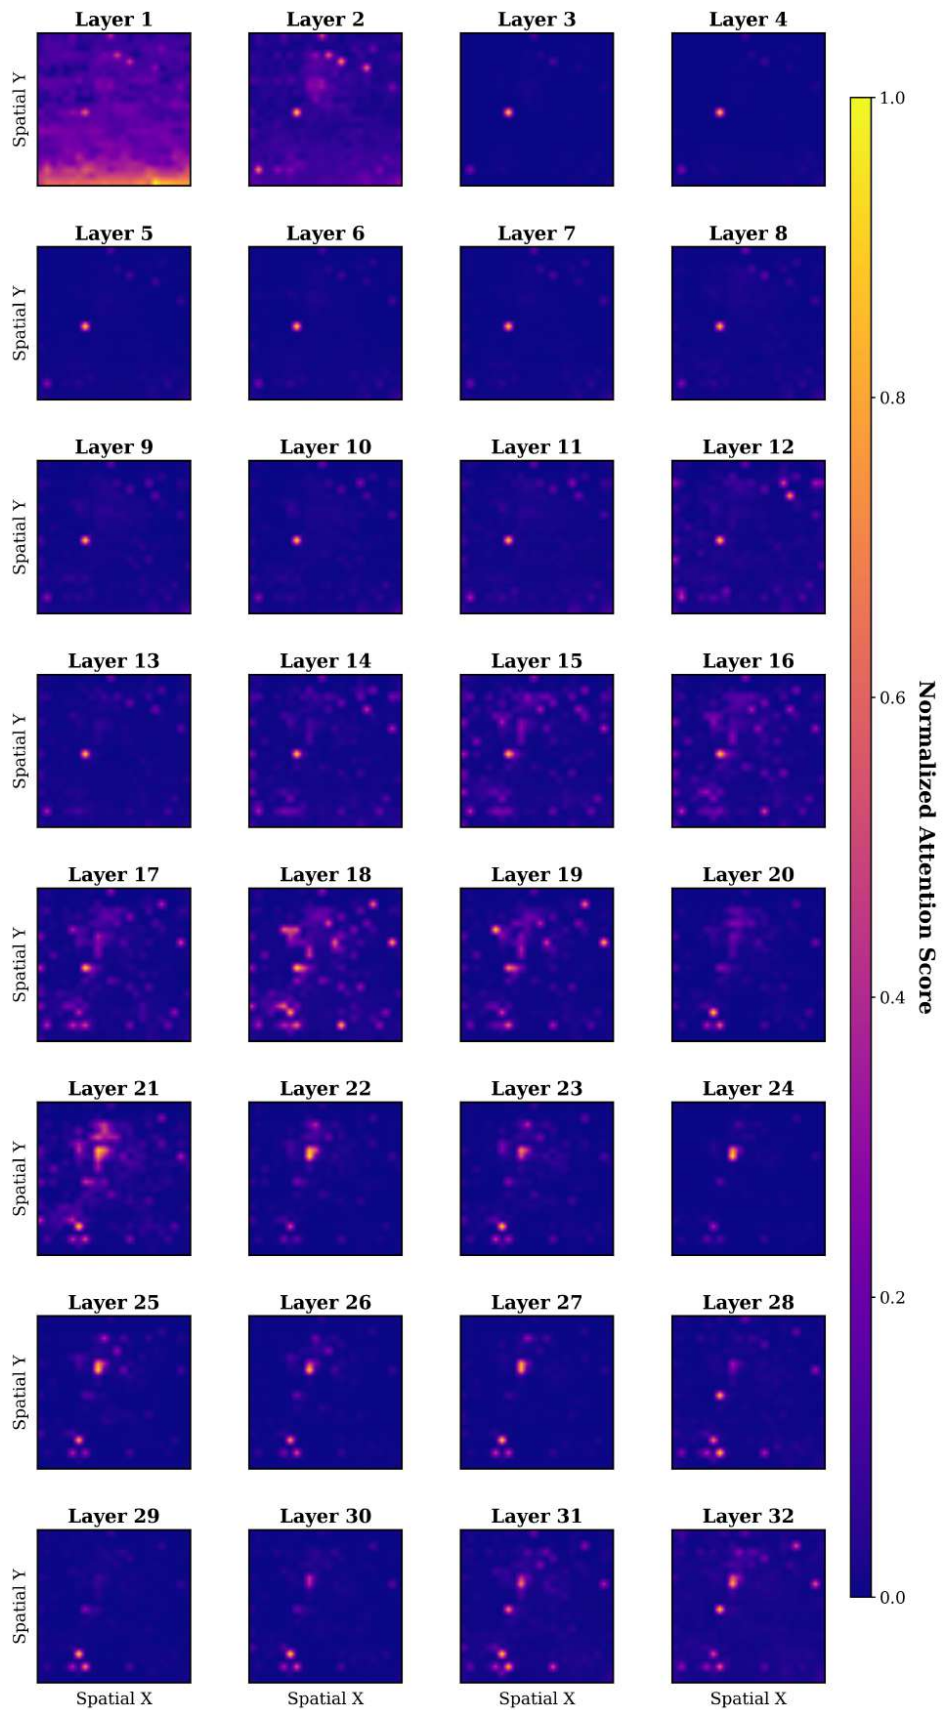 Layer 1 Layer 2 Layer 3 Layer 4
Spatial Y
1.0
Layer 5 Layer 6 Layer 7 Layer 8
Spatial Y
0.8
Layer 9 Layer 10 Layer 11 Layer 12
Spatial Y
Layer 13 Layer 14 Layer 15 Layer 16
Spatial Y
0.6
Normalized Attention Score
Layer 17 Layer 18 Layer 19 Layer 20
Spatial Y
0.4
Layer 21 Layer 22 Layer 23 Layer 24
Spatial Y
0.2
Layer 25 Layer 26 Layer 27 Layer 28
Spatial Y
Layer 29 Layer 30 Layer 31 Layer 32
Spatial Y
0.0
Spatial X Spatial X Spatial X Spatial X